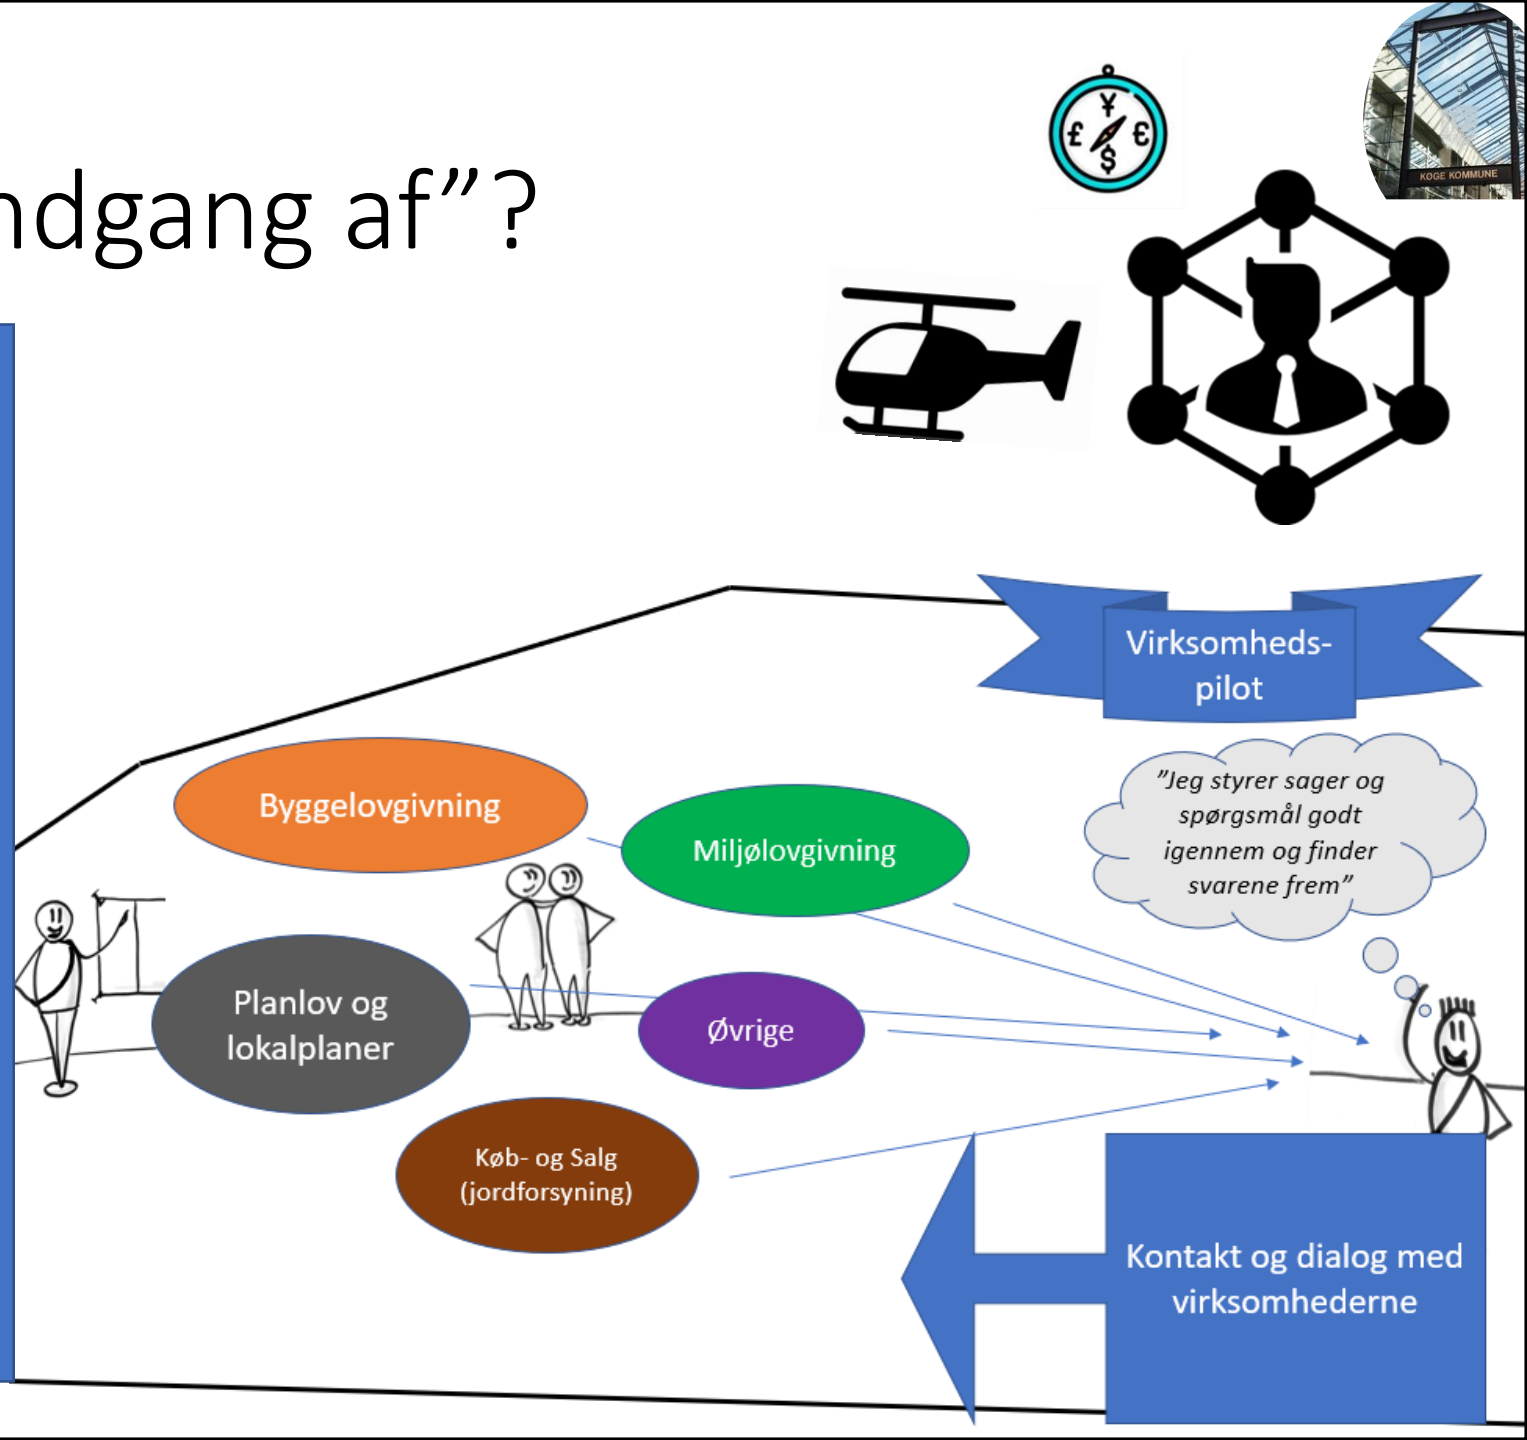 KØGE KOMMUNE
ndgang af”?
Virksomheds-
pilot
”Jeg styrer sager og
spørgsmål godt
igennem og finder
svarene frem”
Byggelovgivning
Miljølovgivning
Planlov og
lokalplaner
Øvrige
Køb- og Salg
(jordforsyning)
Kontakt og dialog med
virksomhederne